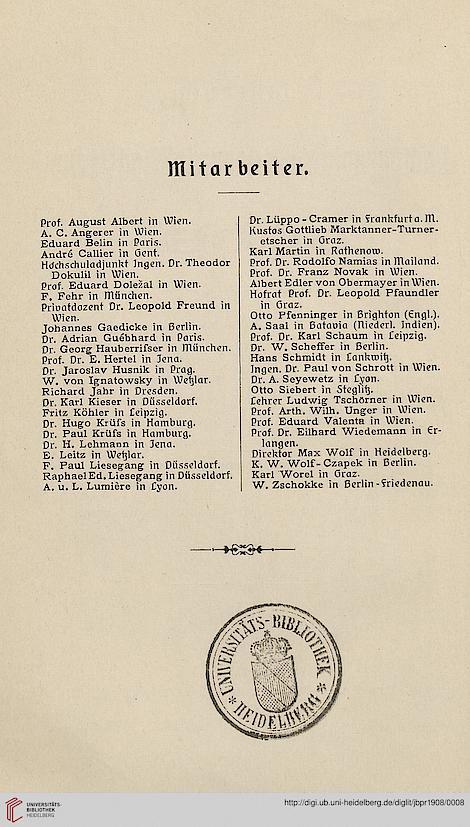 Mitarbeiter.
Prof. August Albert in Wien.
A. C. Angerer in Wien.
Eduard Belin in Paris.
André Callier in Gent.
Hochschuladjunkt Ingen. Dr. Theodor
Dokulil in Wien.
Prof. Eduard Doležal in Wien.
F. Fehr in München.
Privatdozent Dr. Leopold Freund in
Wien.
Johannes Gaedicke in Berlin.
Dr. Adrian Guébhard in Paris.
Dr. Georg Hauberrisser in München.
Prof. Dr. E. Hertel in Jena.
Dr. Jaroslav Husnik in Prag.
W. von Ignatowsky in Wetzlar.
Richard Jahr in Dresden.
Dr. Karl Kieser in Düsseldorf.
Fritz Köhler in Leipzig.
Dr. Hugo Krüss in Hamburg.
Dr. Paul Krüss in Hamburg.
Dr. H. Lehmann in Jena.
E. Leitz in Wetzlar.
F. Paul Liesegang in Düsseldorf.
Raphael Ed. Liesegang in Düsseldorf.
A. u. L. Lumière in Lyon.
Dr. Lüppo-Cramer in Frankfurt a. M.
Kustos Gottlieb Marktanner-Turner-
etscher in Graz.
Karl Martin in Rathenow.
Prof. Dr. Rodolfo Namias in Mailand.
Prof. Dr. Franz Novak in Wien.
Albert Edler von Obermayer in Wien.
Hofrat Prof. Dr. Leopold Pfaundler
in Graz.
Otto Pfenninger in Brighton (Engl.).
A. Saal in Batavia (Niederl. Indien).
Prof. Dr. Karl Schaum in Leipzig.
Dr. W. Scheffer in Berlin.
Hans Schmidt in Lankwitz.
Ingen. Dr. Paul von Schrott in Wien.
Dr. A. Seyewetz in Lyon.
Otto Siebert in Steglitz.
Lehrer Ludwig Tschörner in Wien.
Prof. Arth. Wilh. Unger in Wien.
Prof. Eduard Valenta in Wien.
Prof. Dr. Eilhard Wiedemann in Er-
langen.
Direktor Max Wolf in Heidelberg.
K. W. Wolf-Czapek in Berlin.
Karl Worel in Graz.
W. Zschokke in Berlin-Friedenau.
UNIVERSITÄTS-BIBLIOTHEK
* HEIDELBERG *
UNIVERSITÄTS-
BIBLIOTHEK
HEIDELBERG
http://digi.ub.uni-heidelberg.de/diglit/jbpr1908/0008